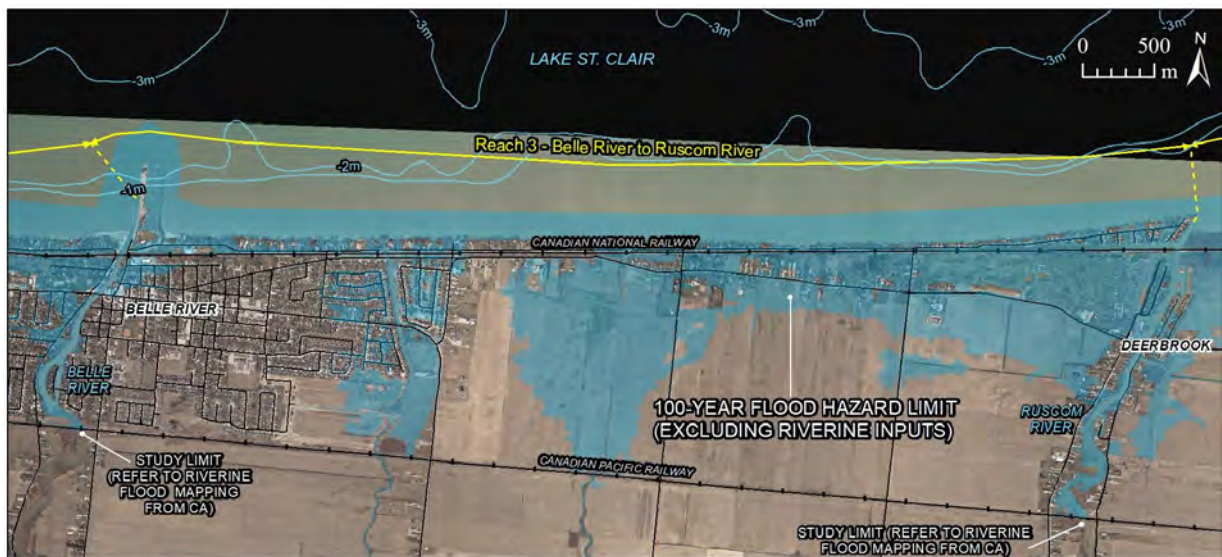 -3m
-3m
-3m
-3m
LAKE ST. CLAIR
0 500
m
N
Reach 3 - Belle River to Ruscom River
-2m
-1m
CANADIAN NATIONAL RAILWAY
BELLE RIVER
DEERBROOK
BELLE
RIVER
100-YEAR FLOOD HAZARD LIMIT
(EXCLUDING RIVERINE INPUTS)
RUSCOM
RIVER
STUDY LIMIT
(REFER TO RIVERINE
FLOOD MAPPING
FROM CA)
CANADIAN PACIFIC RAILWAY
STUDY LIMIT (REFER TO RIVERINE
FLOOD MAPPING FROM CA)